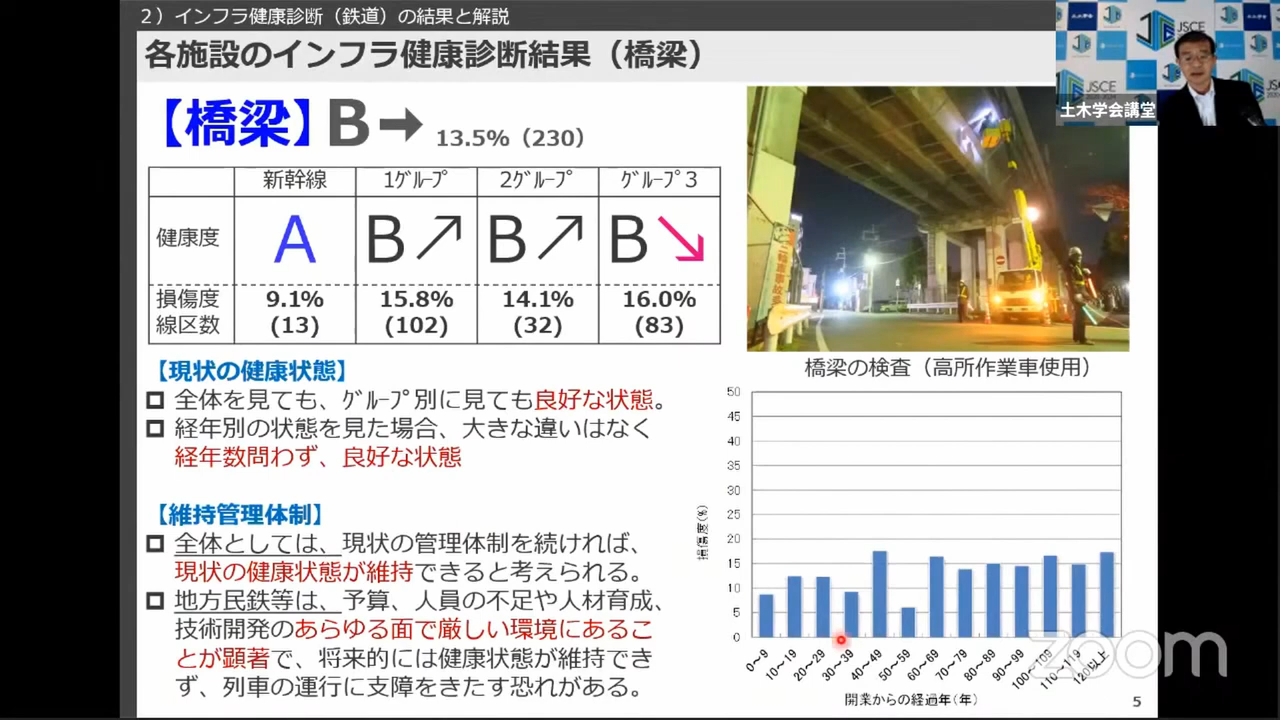 2）インフラ健康診断（鉄道）の結果と解説
各施設のインフラ健康診断結果（橋梁）
JSCE
JSCE
JSCE
土木学会講堂
【橋梁】B➞ 13.5%（230）
新幹線 1ｸﾞﾙｰﾌﾟ 2ｸﾞﾙｰﾌﾟ ｸﾞﾙｰﾌﾟ3
健康度 A B↗ B↗ B↘
損傷度 9.1% 15.8% 14.1% 16.0%
線区数 (13) (102) (32) (83)
橋梁の検査（高所作業車使用）
【現状の健康状態】
全体を見ても、ｸﾞﾙｰﾌﾟ別に見ても良好な状態。
経年別の状態を見た場合、大きな違いはなく
経年数問わず、良好な状態
【維持管理体制】
全体としては、現状の管理体制を続ければ、
現状の健康状態が維持できると考えられる。
地方民鉄等は、予算、人員の不足や人材育成、
技術開発のあらゆる面で厳しい環境にあるこ
とが顕著で、将来的には健康状態が維持でき
ず、列車の運行に支障をきたす恐れがある。
損傷度(%)
50
45
40
35
30
25
20
15
10
5
0
0～9 10～19 20～29 30～39 40～49 50～59 60～69 70～79 80～89 90～99 100～109 110～119 120以上
開業からの経過年(年)
zoom
5